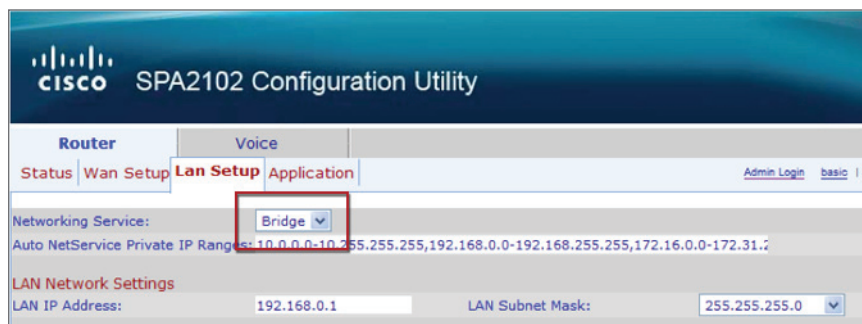 CISCO SPA2102 Configuration Utility
Router Voice
Status Wan Setup Lan Setup Application Admin Login basic |
Networking Service: Bridge
Auto NetService Private IP Ranges: 10.0.0.0-10.255.255.255,192.168.0.0-192.168.255.255,172.16.0.0-172.31.2
LAN Network Settings
LAN IP Address: 192.168.0.1 LAN Subnet Mask: 255.255.255.0